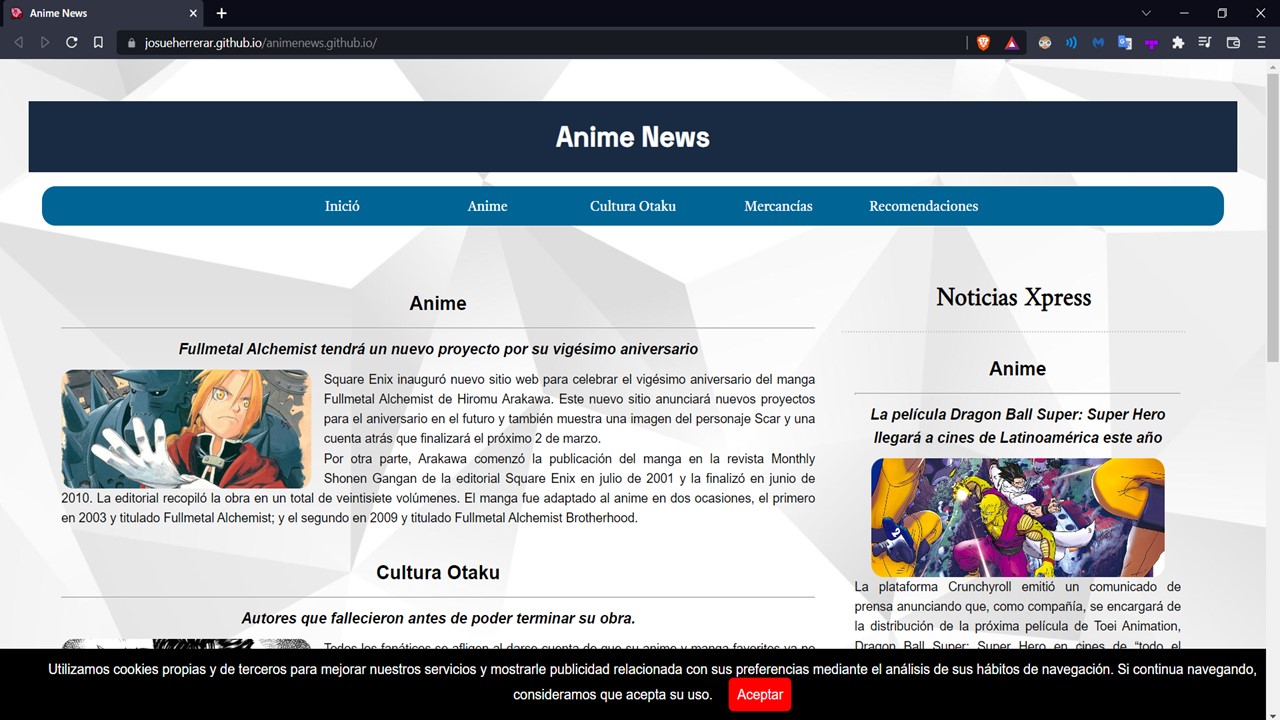 Anime News
josueherrerar.github.io/animenews.github.io/
Anime News
Inició Anime Cultura Otaku Mercancías Recomendaciones
Anime
Fullmetal Alchemist tendrá un nuevo proyecto por su vigésimo aniversario
Square Enix inauguró nuevo sitio web para celebrar el vigésimo aniversario del manga
Fullmetal Alchemist de Hiromu Arakawa. Este nuevo sitio anunciará nuevos proyectos
para el aniversario en el futuro y también muestra una imagen del personaje Scar y una
cuenta atrás que finalizará el próximo 2 de marzo.
Por otra parte, Arakawa comenzó la publicación del manga en la revista Monthly
Shonen Gangan de la editorial Square Enix en julio de 2001 y la finalizó en junio de
2010. La editorial recopiló la obra en un total de veintisiete volúmenes. El manga fue adaptado al anime en dos ocasiones, el primero
en 2003 y titulado Fullmetal Alchemist; y el segundo en 2009 y titulado Fullmetal Alchemist Brotherhood.
Cultura Otaku
Autores que fallecieron antes de poder terminar su obra.
Todos los fanáticos se afligen al darse cuenta de que su anime y manga favoritos ya no
Noticias Xpress
Anime
La película Dragon Ball Super: Super Hero
llegará a cines de Latinoamérica este año
La plataforma Crunchyroll emitió un comunicado de
prensa anunciando que, como compañía, se encargará de
la distribución de la próxima película de Toei Animation,
Dragon Ball Super: Super Hero en cines de “todo el
Utilizamos cookies propias y de terceros para mejorar nuestros servicios y mostrarle publicidad relacionada con sus preferencias mediante el análisis de sus hábitos de navegación. Si continua navegando,
consideramos que acepta su uso. Aceptar